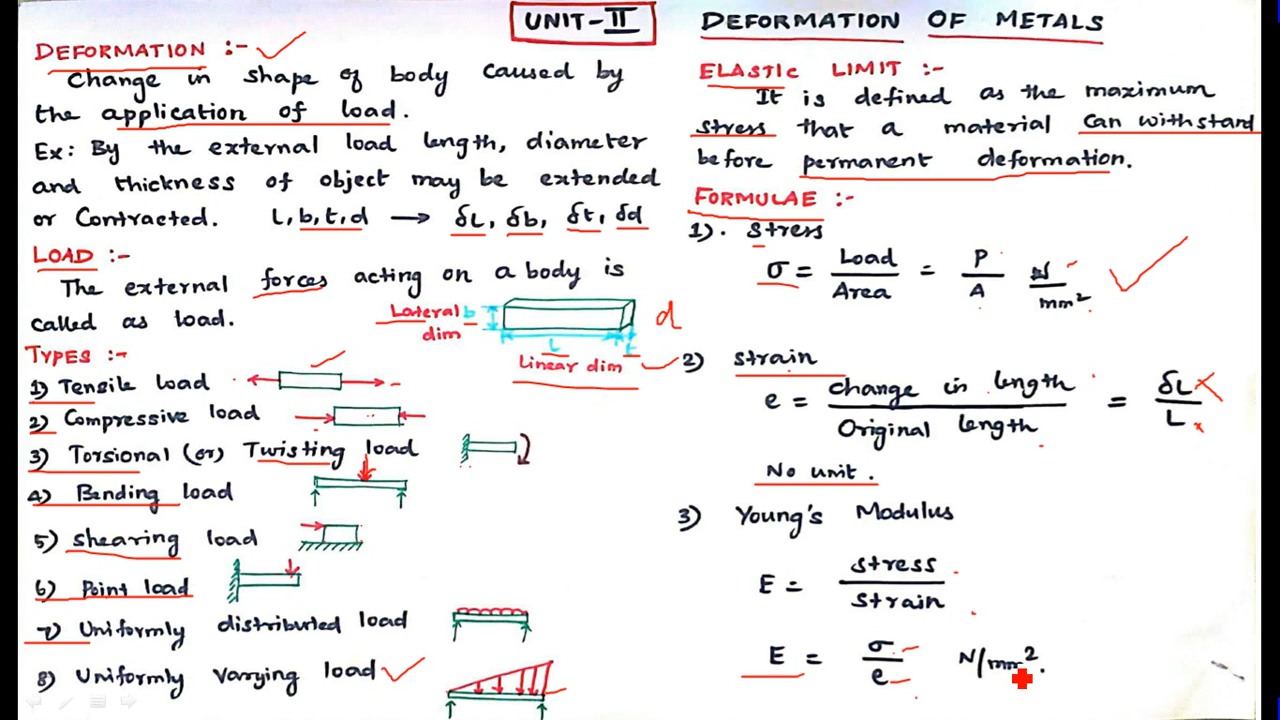 UNIT-II DEFORMATION OF METALS
DEFORMATION :-
Change in shape of body caused by
the application of load.
Ex: By the external load length, diameter
and thickness of object may be extended
or Contracted. L, b, t, d → δL, δb, δt, δd
LOAD :-
The external forces acting on a body is
called as load.
Lateral dim
b
L
t
d
Linear dim
TYPES :-
1) Tensile load
2) Compressive load
3) Torsional (or) Twisting load
4) Bending load
5) Shearing load
6) Point load
7) Uniformly distributed load
8) Uniformly varying load
ELASTIC LIMIT :-
It is defined as the maximum
stress that a material can withstand
before permanent deformation.
FORMULAE :-
1). Stress
σ = Load / Area = P / A N / mm²
2) Strain
e = change in length / Original length = δL / L
No unit.
3) Young's Modulus
E = stress / strain
E = σ / e N/mm².